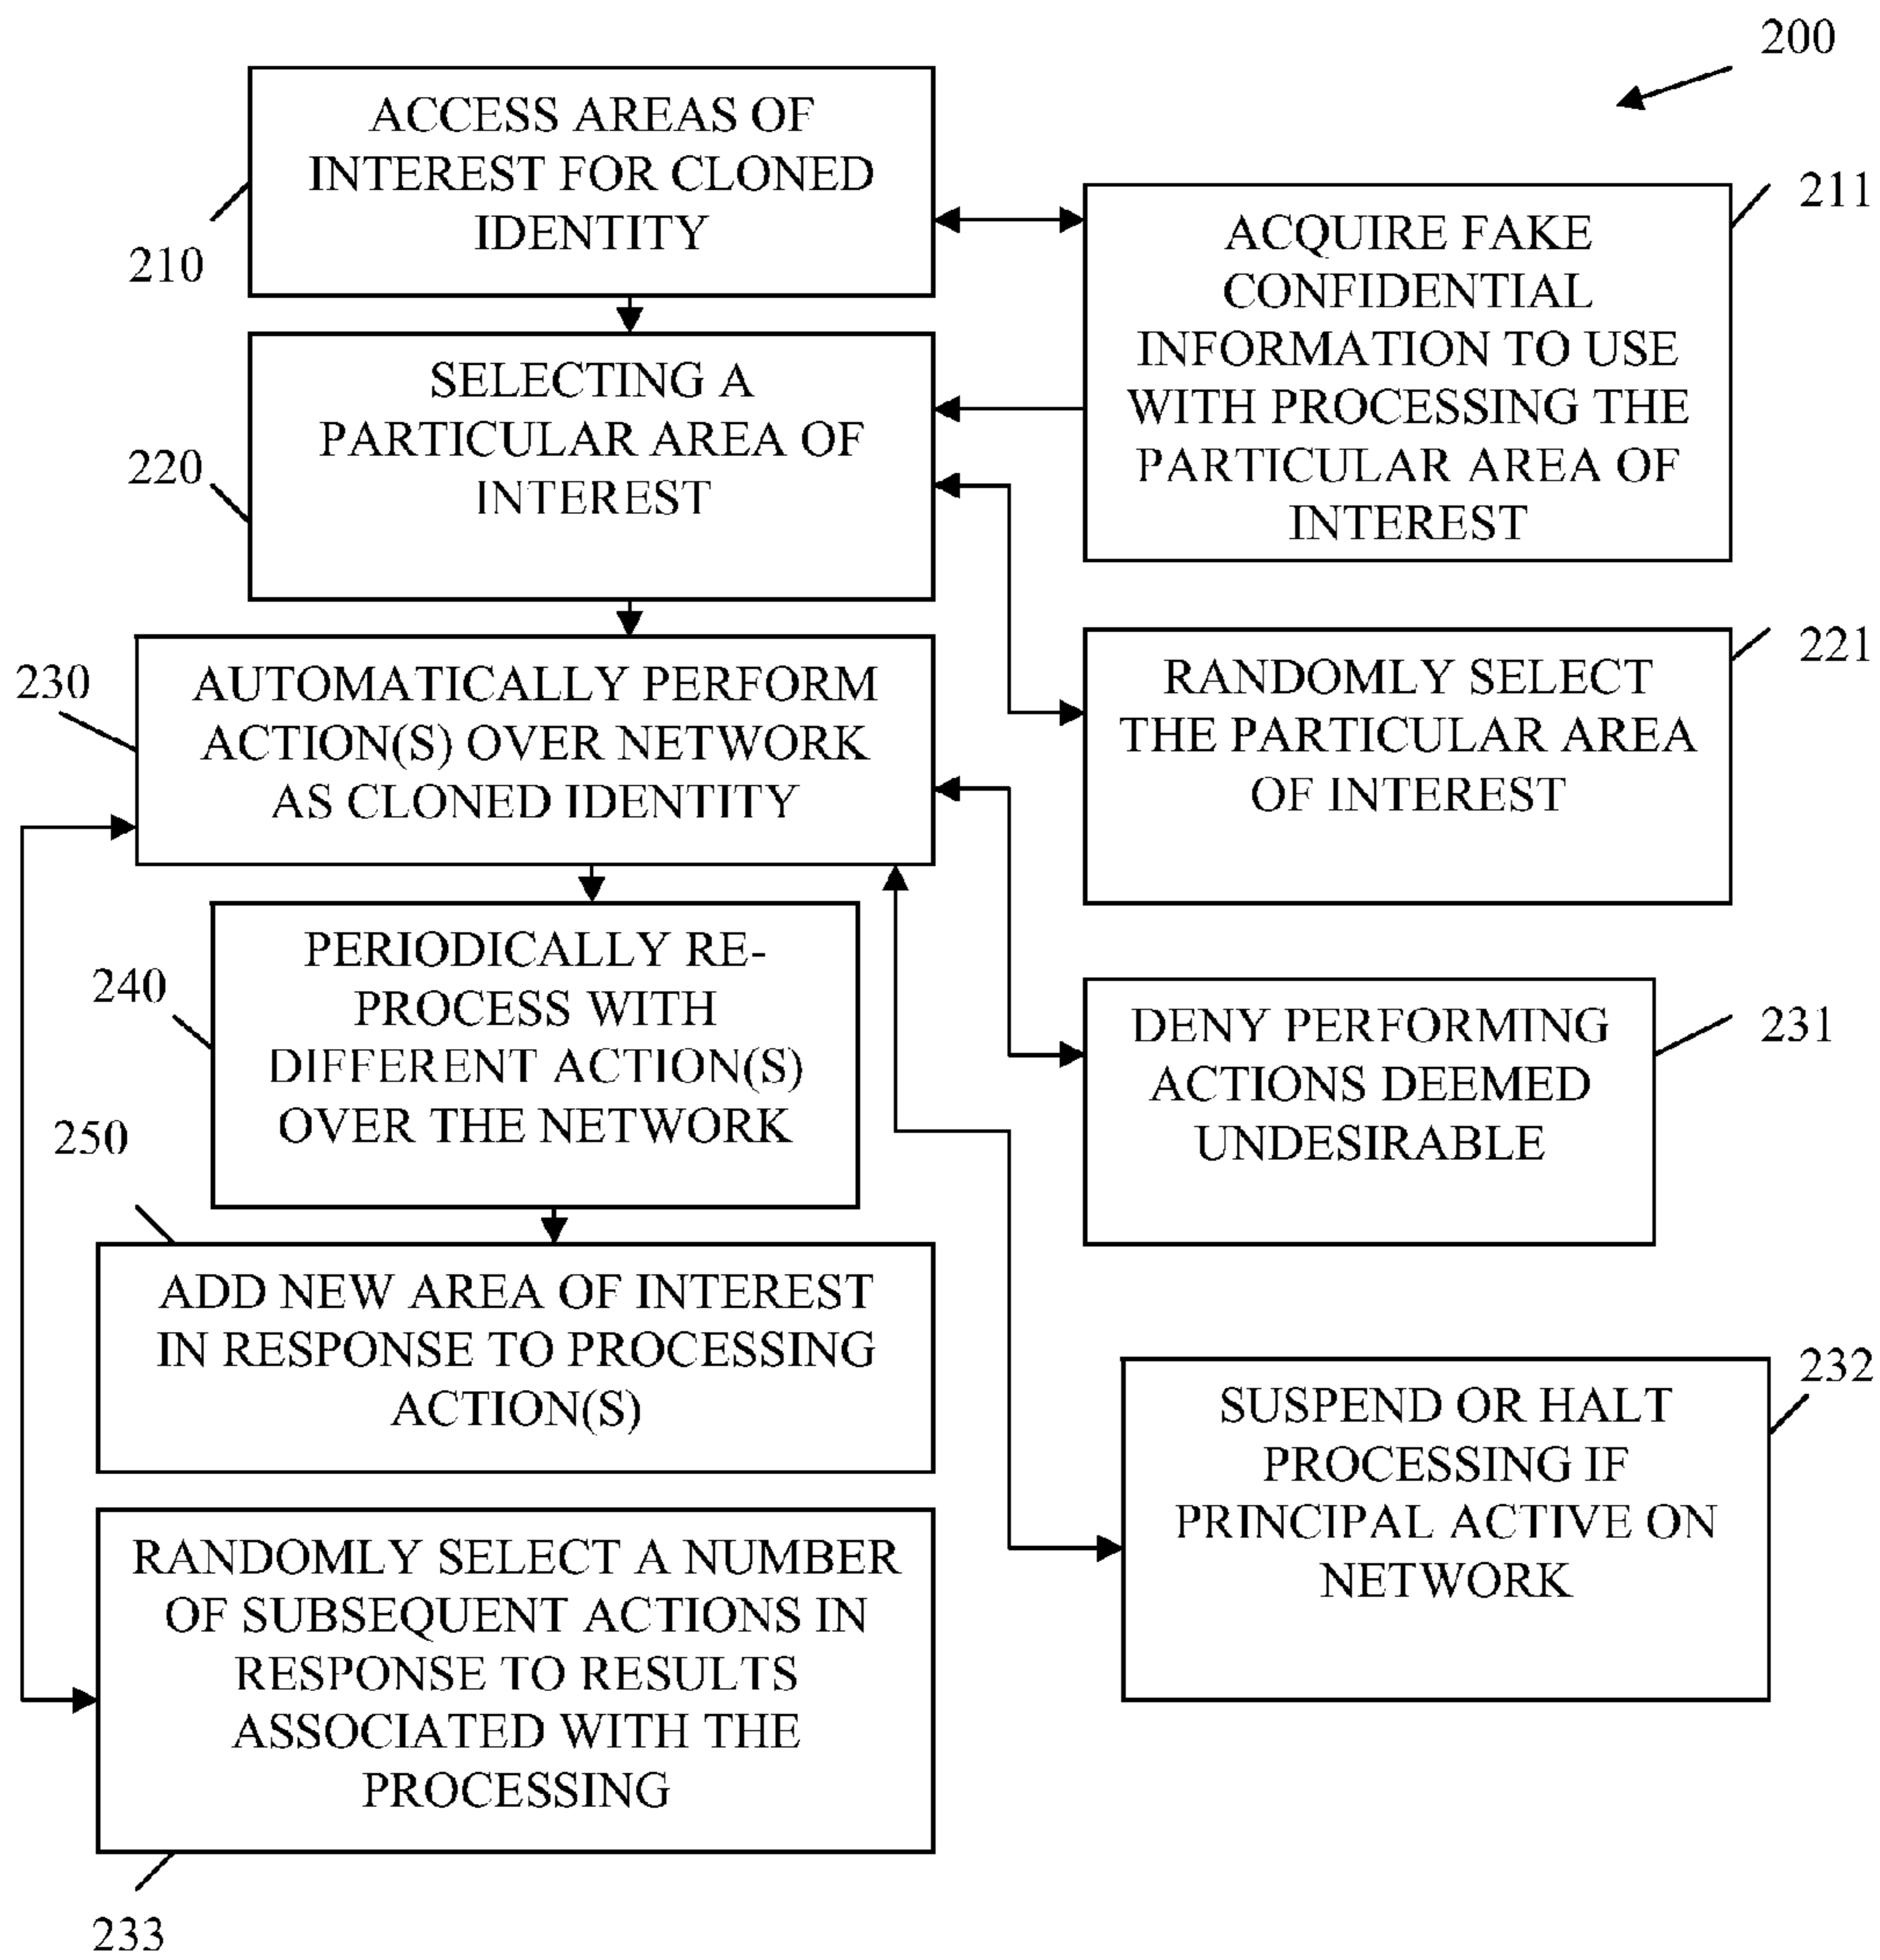 200
ACCESS AREAS OF
INTEREST FOR CLONED
IDENTITY
210
211
ACQUIRE FAKE
CONFIDENTIAL
INFORMATION TO USE
WITH PROCESSING THE
PARTICULAR AREA OF
INTEREST
SELECTING A
PARTICULAR AREA OF
INTEREST
220
221
RANDOMLY SELECT
THE PARTICULAR AREA
OF INTEREST
230
AUTOMATICALLY PERFORM
ACTION(S) OVER NETWORK
AS CLONED IDENTITY
240
PERIODICALLY RE-
PROCESS WITH
DIFFERENT ACTION(S)
OVER THE NETWORK
231
DENY PERFORMING
ACTIONS DEEMED
UNDESIRABLE
250
ADD NEW AREA OF INTEREST
IN RESPONSE TO PROCESSING
ACTION(S)
232
SUSPEND OR HALT
PROCESSING IF
PRINCIPAL ACTIVE ON
NETWORK
RANDOMLY SELECT A NUMBER
OF SUBSEQUENT ACTIONS IN
RESPONSE TO RESULTS
ASSOCIATED WITH THE
PROCESSING
233